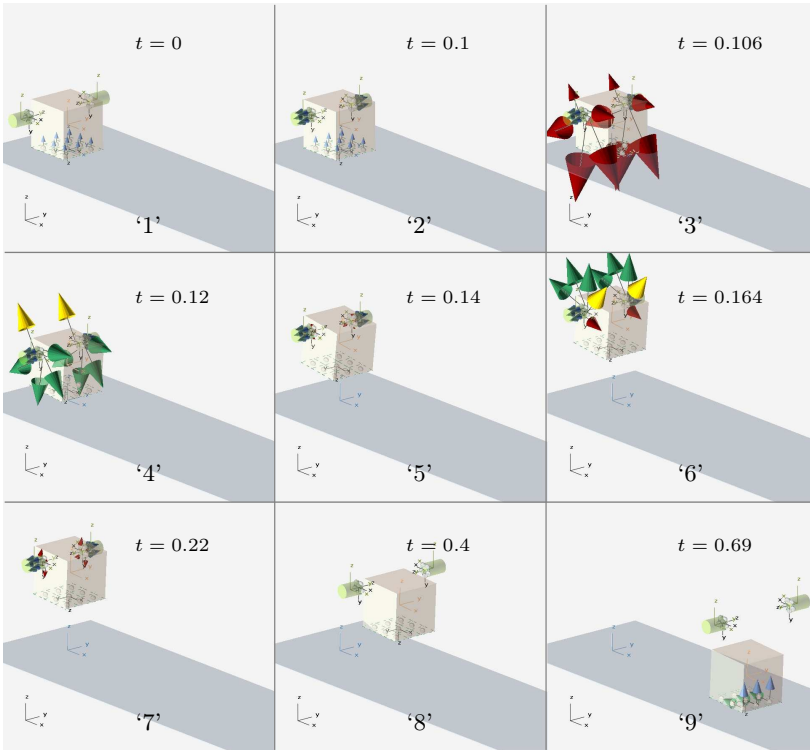 t = 0
‘1’
t = 0.1
‘2’
t = 0.106
‘3’
t = 0.12
‘4’
t = 0.14
‘5’
t = 0.164
‘6’
t = 0.22
‘7’
t = 0.4
‘8’
t = 0.69
‘9’